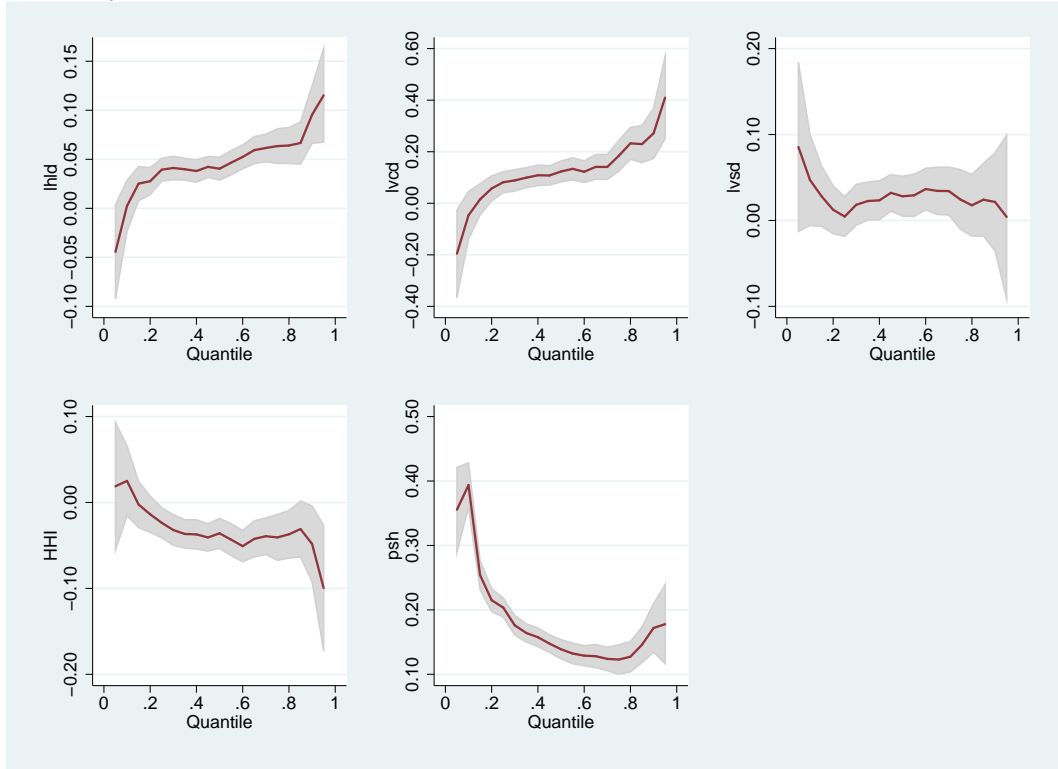 lhld
−0.10 −0.05 0.00 0.05 0.10 0.15
0 .2 .4 .6 .8 1
Quantile
lvcd
−0.40 −0.20 0.00 0.20 0.40 0.60
0 .2 .4 .6 .8 1
Quantile
lvsd
−0.10 0.00 0.10 0.20
0 .2 .4 .6 .8 1
Quantile
HHI
−0.20 −0.10 0.00 0.10
0 .2 .4 .6 .8 1
Quantile
psh
0.10 0.20 0.30 0.40 0.50
0 .2 .4 .6 .8 1
Quantile